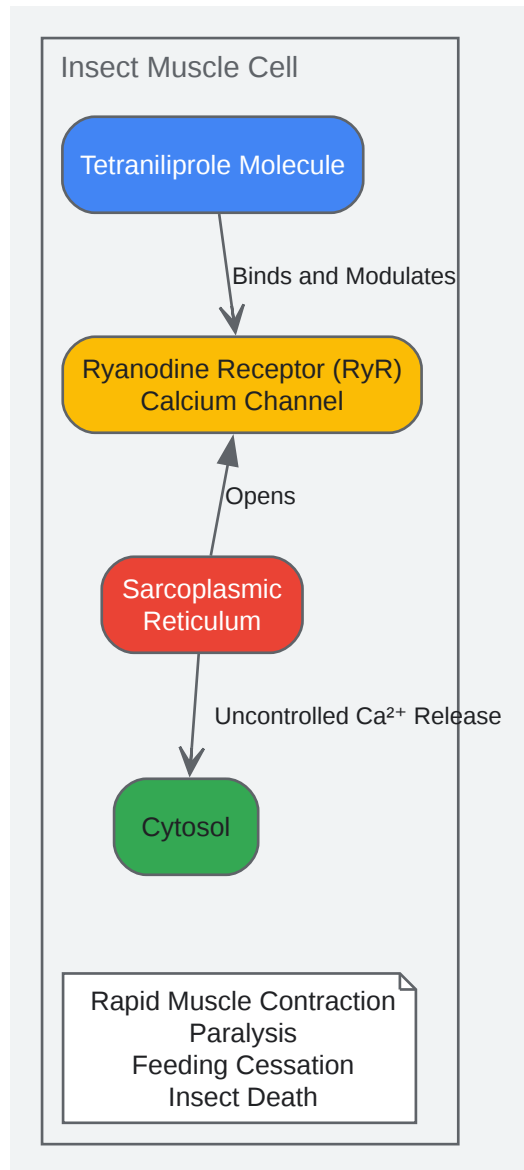 Insect Muscle Cell
Tetraniliprole Molecule
Binds and Modulates
Ryanodine Receptor (RyR)
Calcium Channel
Opens
Sarcoplasmic
Reticulum
Uncontrolled Ca²⁺ Release
Cytosol
Rapid Muscle Contraction
Paralysis
Feeding Cessation
Insect Death